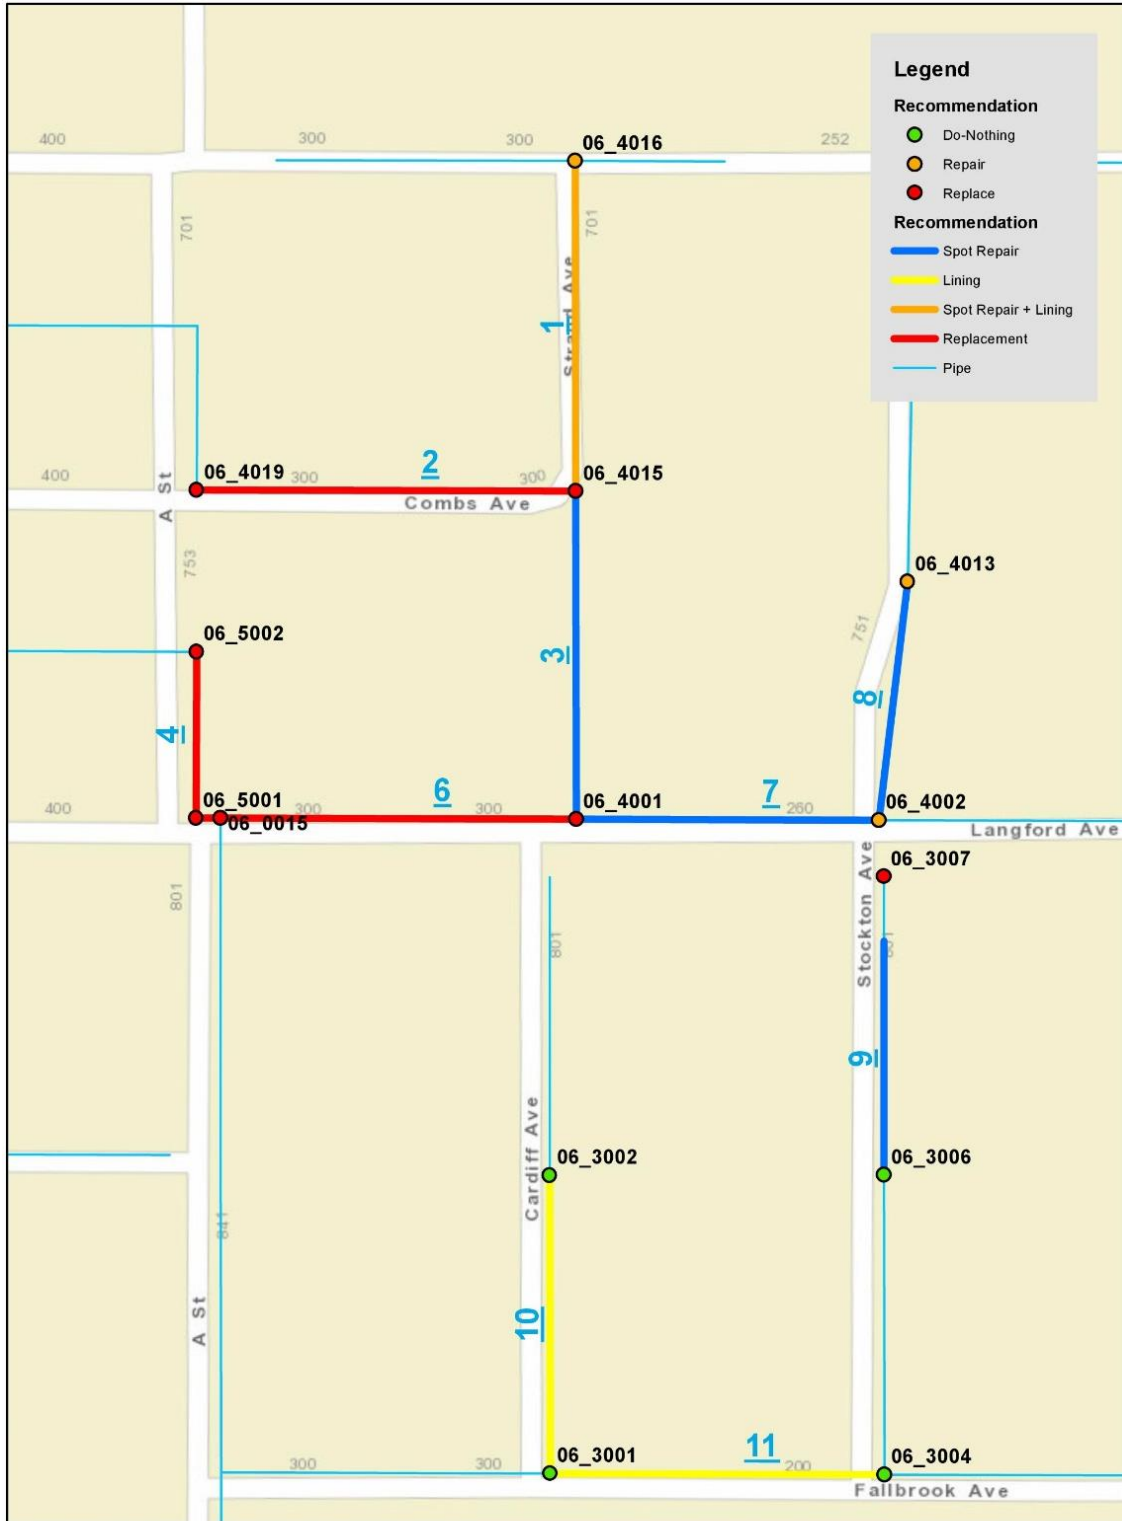 Legend
Recommendation
Do-Nothing
Repair
Replace
Recommendation
Spot Repair
Lining
Spot Repair + Lining
Replacement
Pipe
400
300
300
06_4016
252
701
701
Strand Ave
1
400
A St
06_4019
300
2
300
06_4015
Combs Ave
753
06_4013
06_5002
751
3
8
4
400
06_5001
300
6
300
06_4001
7
260
06_4002
06_0015
Langford Ave
801
06_3007
Stockton Ave
801
801
9
Cardiff Ave
06_3002
06_3006
841
A St
10
300
300
06_3001
11
200
06_3004
Fallbrook Ave